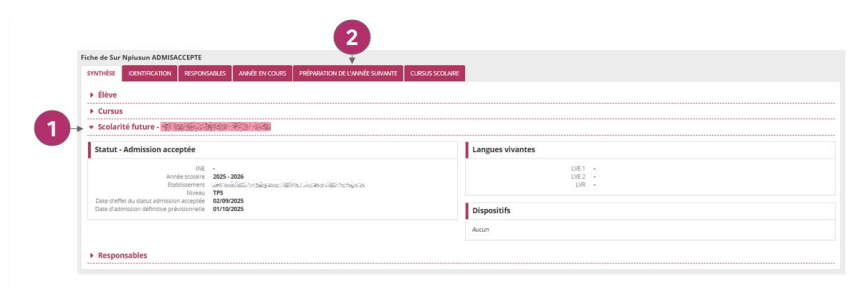 2
Fiche de Sur Nplusun ADMISACCEPTE
SYNTHÈSE IDENTIFICATION RESPONSABLES ANNÉE EN COURS PRÉPARATION DE L'ANNÉE SUIVANTE CURSUS SCOLAIRE
Élève
Cursus
1
Scolarité future -
Statut - Admission acceptée
INE -
Année scolaire 2025 - 2026
Établissement
Niveau TPS
Date d'effet du statut admission acceptée 02/09/2025
Date d'admission définitive prévisionnelle 01/10/2025
Langues vivantes
LVE 1 -
LVE 2 -
LVR -
Dispositifs
Aucun
Responsables